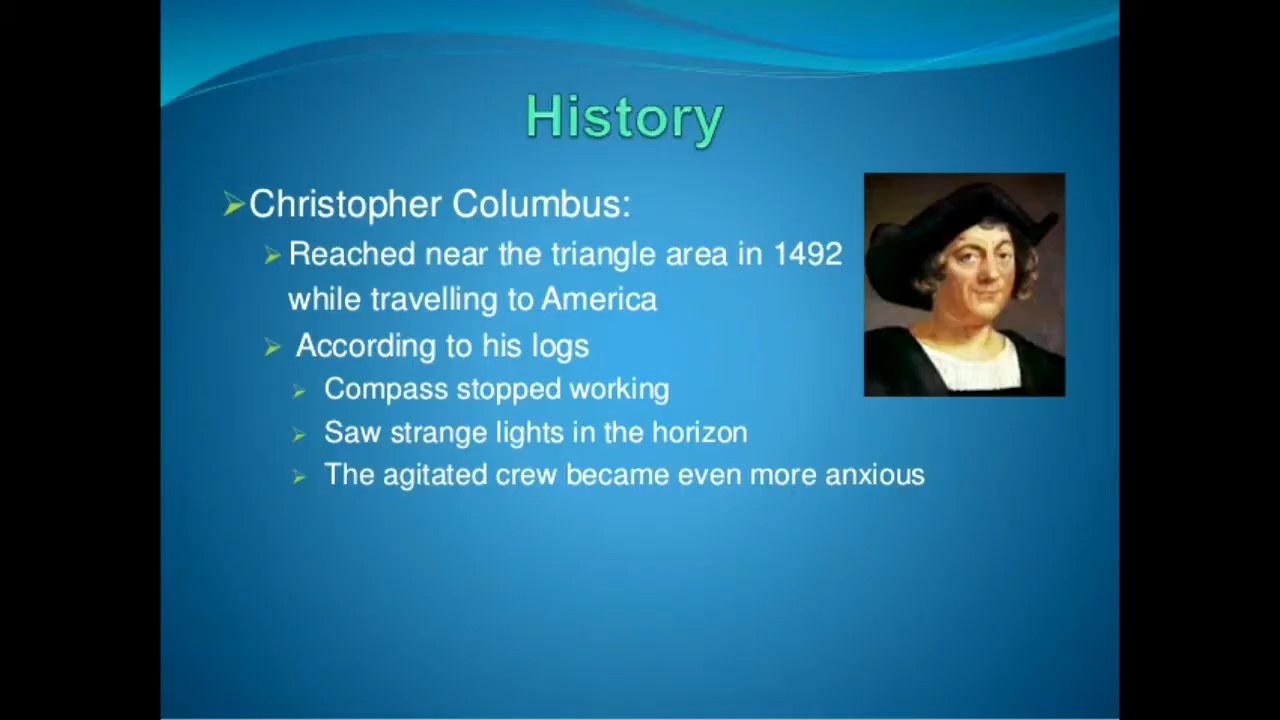 History
Christopher Columbus:
Reached near the triangle area in 1492
while travelling to America
According to his logs
Compass stopped working
Saw strange lights in the horizon
The agitated crew became even more anxious